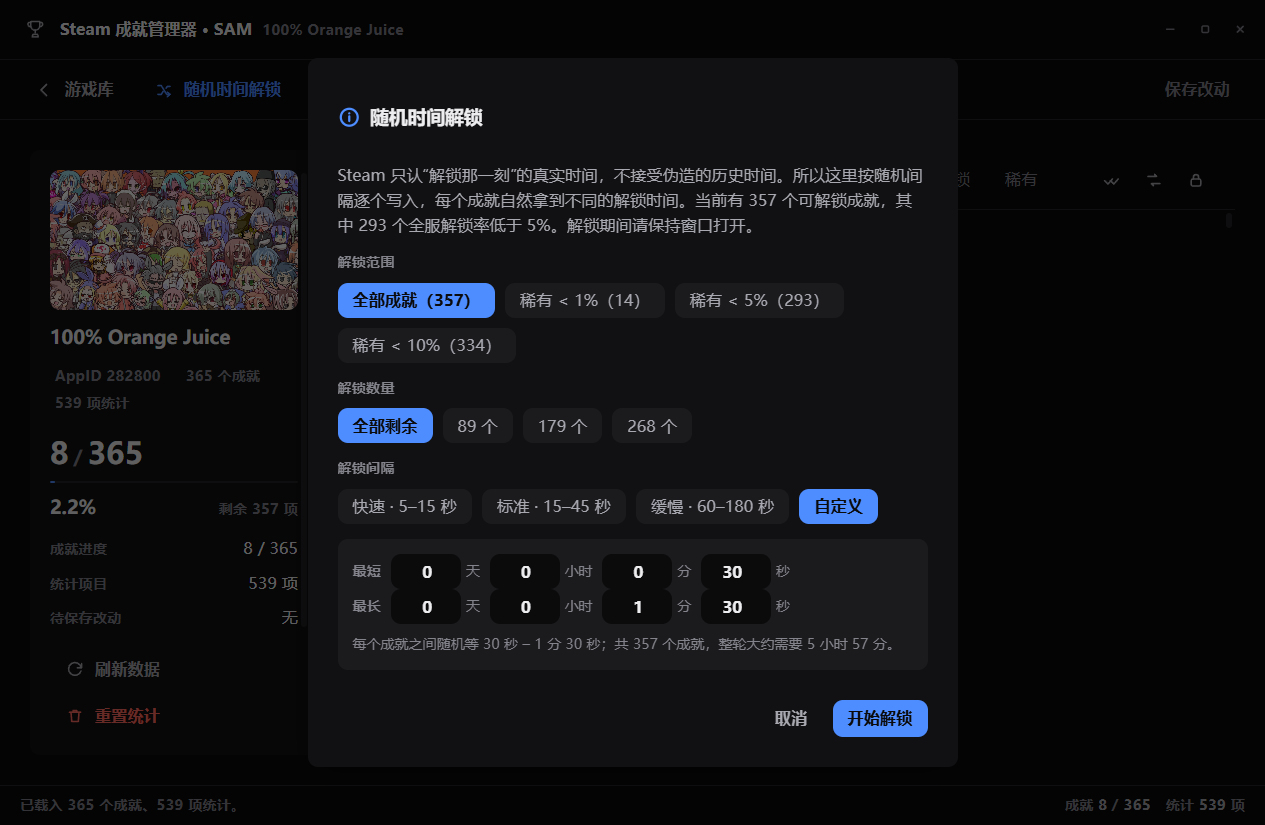 Steam 成就管理器 • SAM 100% Orange Juice
游戏库 随机时间解锁 保存改动
随机时间解锁
Steam 只认“解锁那一刻”的真实时间，不接受伪造的历史时间。所以这里按随机间
隔逐个写入，每个成就自然拿到不同的解锁时间。当前有 357 个可解锁成就，其
中 293 个全服解锁率低于 5%。解锁期间请保持窗口打开。
解锁范围
全部成就（357） 稀有 < 1%（14） 稀有 < 5%（293）
稀有 < 10%（334）
解锁数量
全部剩余 89 个 179 个 268 个
解锁间隔
快速 · 5–15 秒 标准 · 15–45 秒 缓慢 · 60–180 秒 自定义
最短 0 天 0 小时 0 分 30 秒
最长 0 天 0 小时 1 分 30 秒
每个成就之间随机等 30 秒 – 1 分 30 秒；共 357 个成就，整轮大约需要 5 小时 57 分。
取消 开始解锁
锁 稀有
100% Orange Juice
AppID 282800 365 个成就
539 项统计
8 / 365
2.2% 剩余 357 项
成就进度 8 / 365
统计项目 539 项
待保存改动 无
刷新数据
重置统计
已载入 365 个成就、539 项统计。 成就 8 / 365 统计 539 项